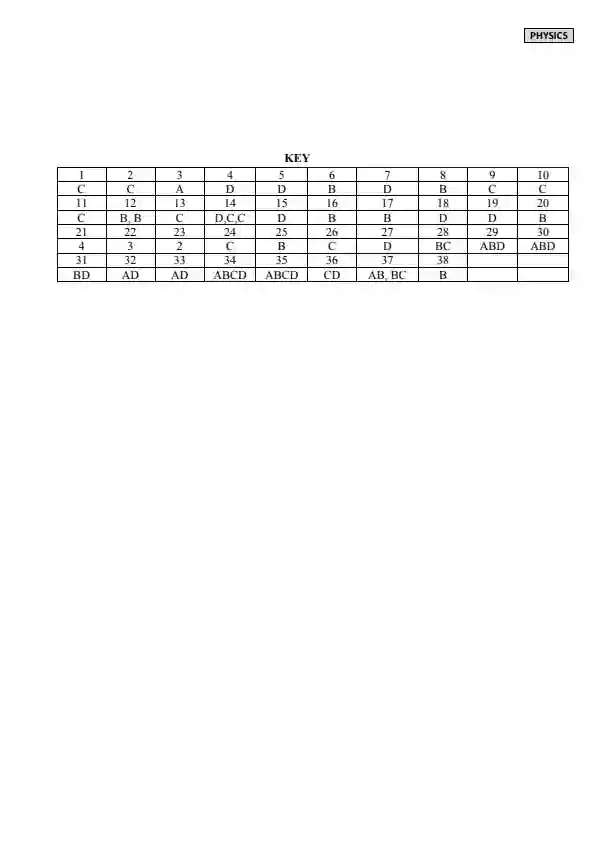 PHYSICS
KEY
1 2 3 4 5 6 7 8 9 10
C C A D D B D B C C
11 12 13 14 15 16 17 18 19 20
C B, B C D,C,C D B B D D B
21 22 23 24 25 26 27 28 29 30
4 3 2 C B C D BC ABD ABD
31 32 33 34 35 36 37 38
BD AD AD ABCD ABCD CD AB, BC B